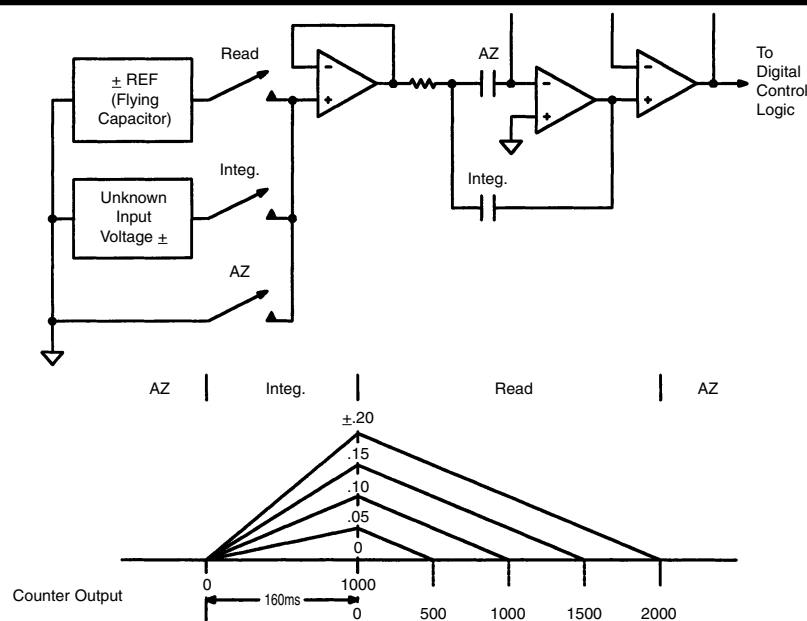 Read
± REF
(Flying
Capacitor)
− 
+
AZ
−
+
−
+
To
Digital
Control
Logic
Integ.
Unknown
Input
Voltage ±
Integ.
AZ
AZ
Integ.
Read
AZ
±.20
.15
.10
.05
0
0
1000
Counter Output
160ms
0
500
1000
1500
2000